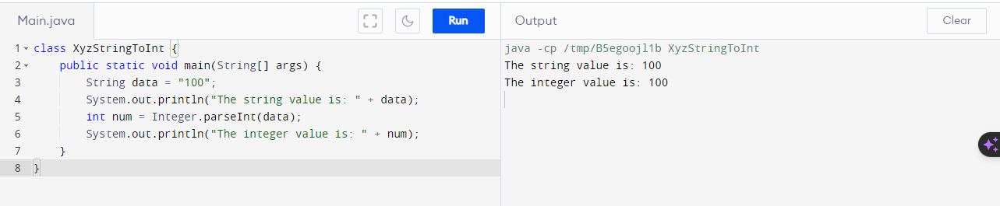 Main.java
Run
Output
Clear
1 class XyzStringToInt {
2     public static void main(String[] args) {
3         String data = "100";
4         System.out.println("The string value is: " + data);
5         int num = Integer.parseInt(data);
6         System.out.println("The integer value is: " + num);
7     }
8 }
java -cp /tmp/B5egoojl1b XyzStringToInt
The string value is: 100
The integer value is: 100